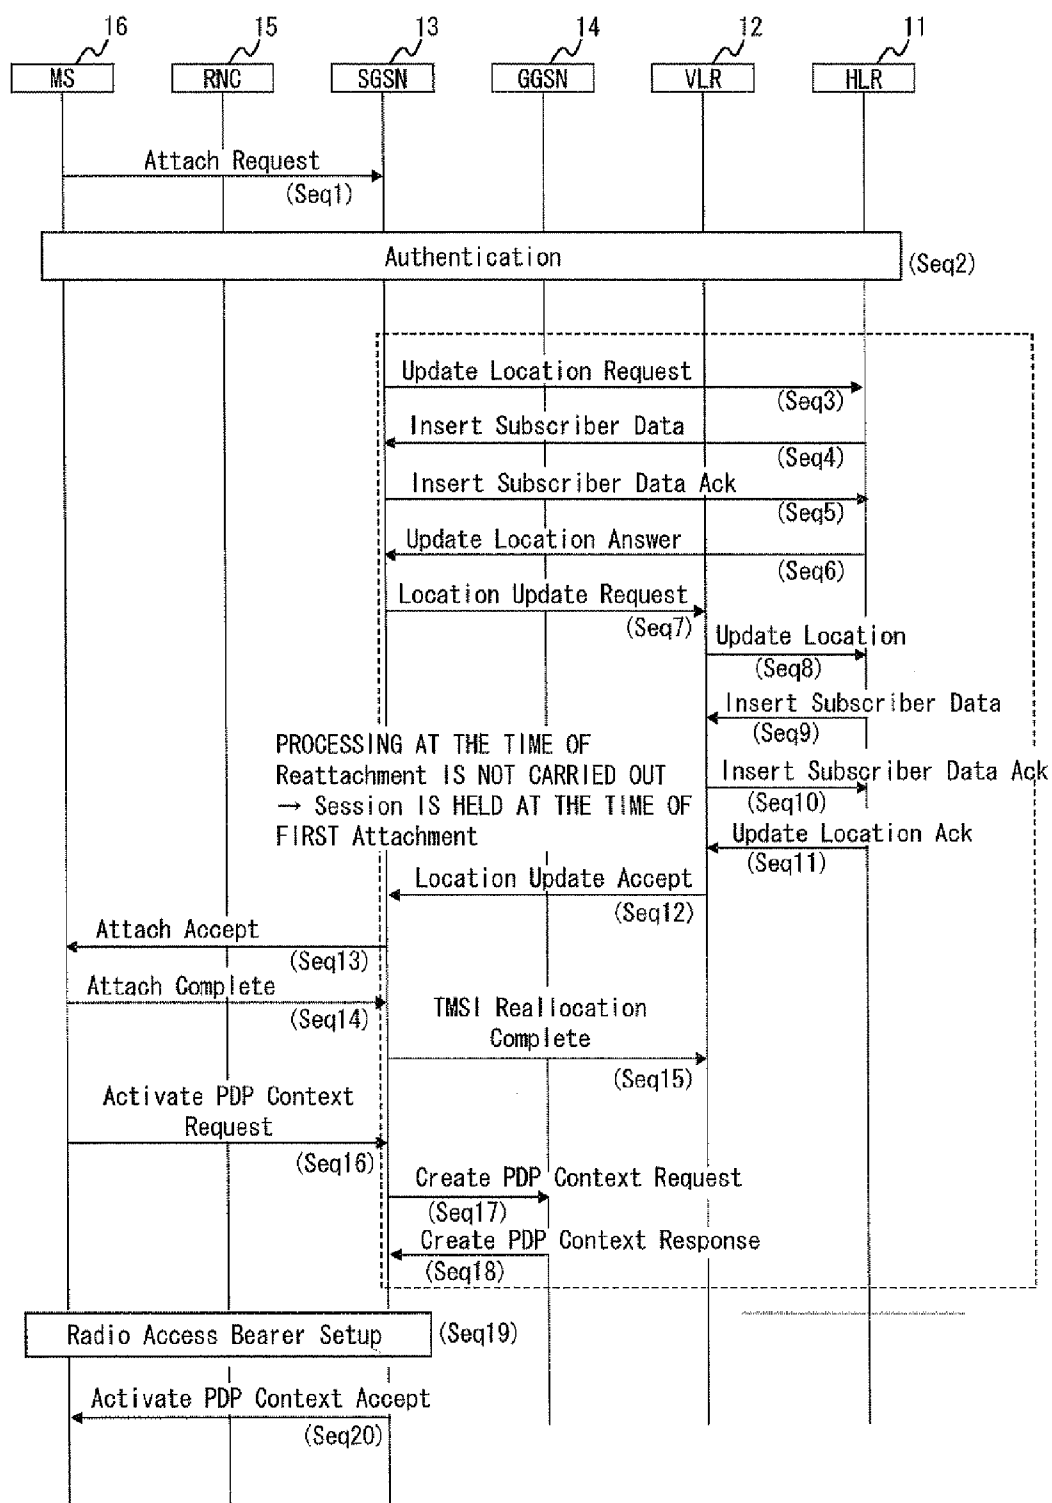 16 15 13 14 12 11
MS RNC SGSN GGSN VLR HLR
Attach Request
(Seq1)
Authentication (Seq2)
Update Location Request
(Seq3)
Insert Subscriber Data
(Seq4)
Insert Subscriber Data Ack
(Seq5)
Update Location Answer
(Seq6)
Location Update Request
(Seq7)
Update Location
(Seq8)
Insert Subscriber Data
(Seq9)
PROCESSING AT THE TIME OF
Reattachment IS NOT CARRIED OUT
→ Session IS HELD AT THE TIME OF
FIRST Attachment
Insert Subscriber Data Ack
(Seq10)
Update Location Ack
(Seq11)
Location Update Accept
(Seq12)
Attach Accept
(Seq13)
Attach Complete
(Seq14)
TMSI Reallocation
Complete
(Seq15)
Activate PDP Context
Request
(Seq16)
Create PDP Context Request
(Seq17)
Create PDP Context Response
(Seq18)
Radio Access Bearer Setup (Seq19)
Activate PDP Context Accept
(Seq20)